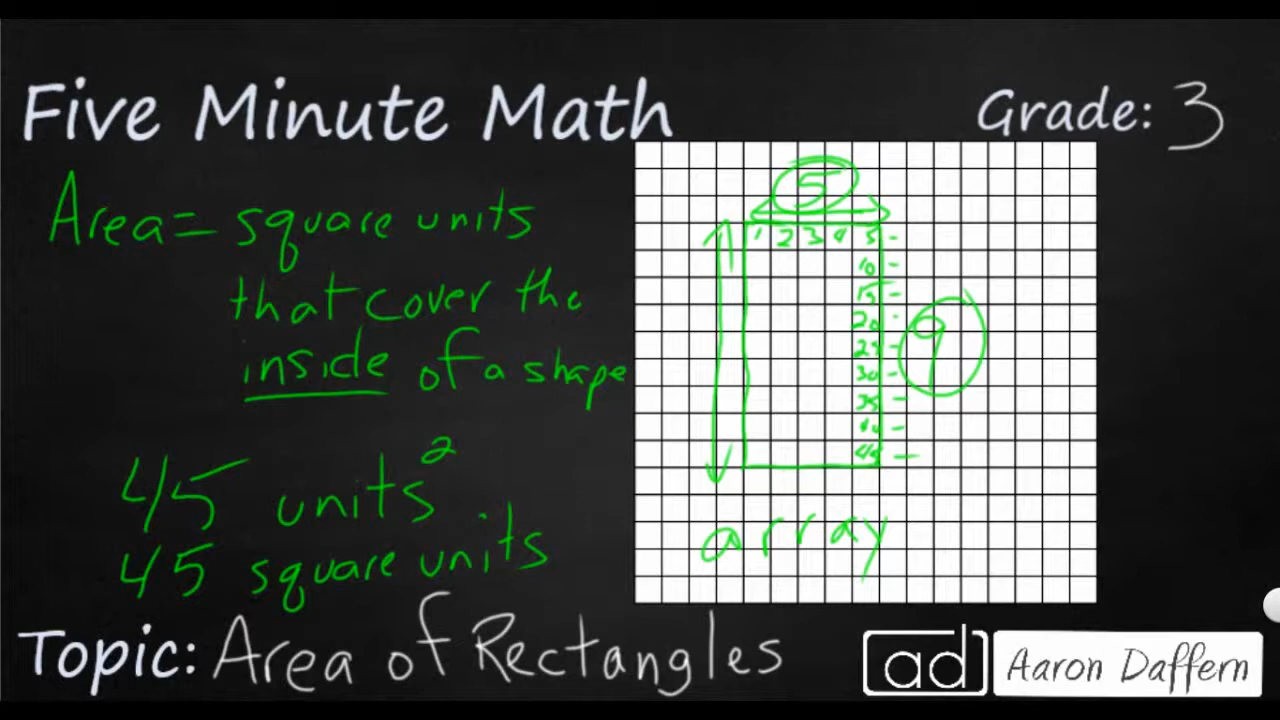 Five Minute Math
Grade: 3
Area = square units
that cover the
inside of a shape
45 units²
45 square units
5
1 2 3 4 5
10
15
20
25
30
35
40
45
9
array
Topic: Area of Rectangles
ad Aaron Daffern